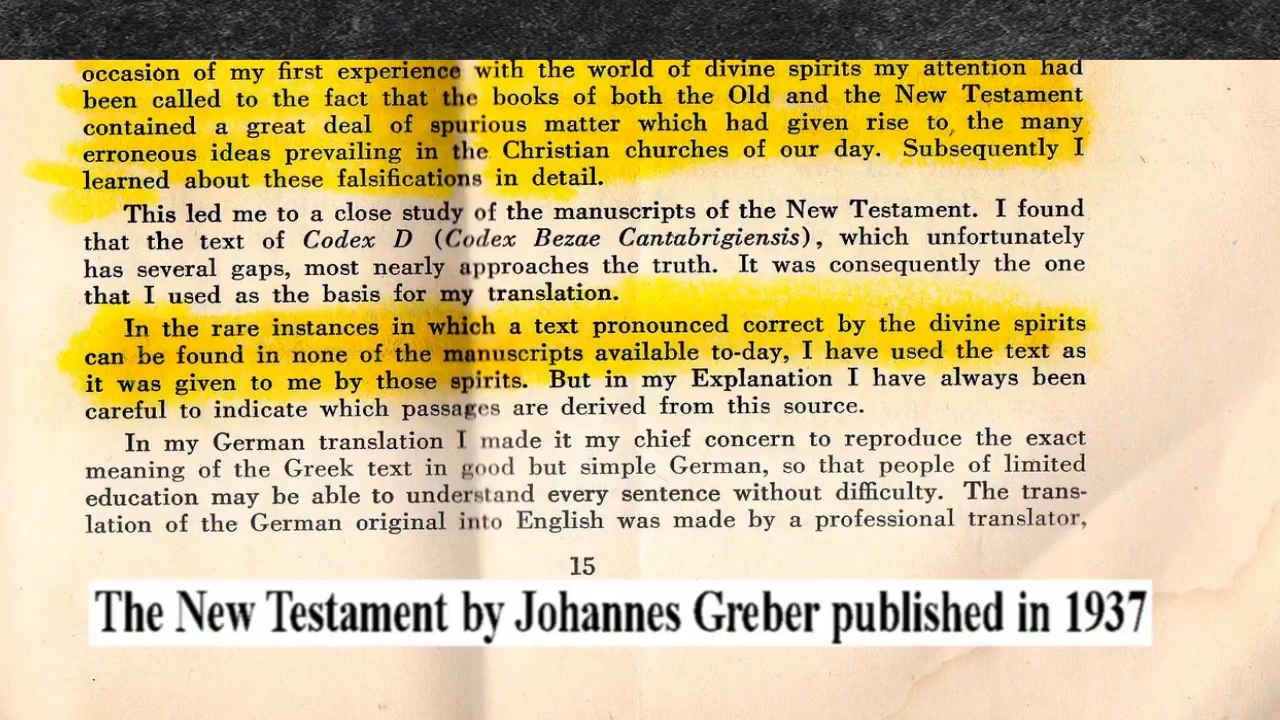 occasion of my first experience with the world of divine spirits my attention had
been called to the fact that the books of both the Old and the New Testament
contained a great deal of spurious matter which had given rise to, the many
erroneous ideas prevailing in the Christian churches of our day. Subsequently I
learned about these falsifications in detail.
This led me to a close study of the manuscripts of the New Testament. I found
that the text of Codex D (Codex Bezae Cantabrigiensis), which unfortunately
has several gaps, most nearly approaches the truth. It was consequently the one
that I used as the basis for my translation.
In the rare instances in which a text pronounced correct by the divine spirits
can be found in none of the manuscripts available to-day, I have used the text as
it was given to me by those spirits. But in my Explanation I have always been
careful to indicate which passages are derived from this source.
In my German translation I made it my chief concern to reproduce the exact
meaning of the Greek text in good but simple German, so that people of limited
education may be able to understand every sentence without difficulty. The trans-
lation of the German original into English was made by a professional translator,
15
The New Testament by Johannes Greber published in 1937